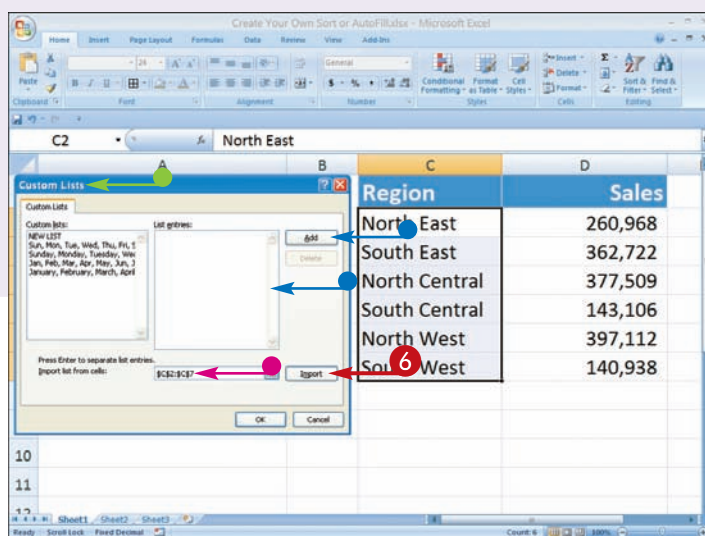 Create Your Own Sort or AutoFill.xlsx - Microsoft Excel
Home Insert Page Layout Formulas Data Review View Add-Ins
Paste
Clipboard
24
Font
Alignment
General
Number
Conditional Formatting
Format as Table
Cell Styles
Styles
Insert
Delete
Format
Cells
Sort & Filter
Find & Select
Editing
C2 North East
A B C D
Custom Lists
Custom Lists
Custom lists:
NEW LIST
Sun, Mon, Tue, Wed, Thu, Fri, S
Sunday, Monday, Tuesday, Wed
Jan, Feb, Mar, Apr, May, Jun, J
January, February, March, April
List entries:
Add
Delete
Press Enter to separate list entries.
Import list from cells: $C$2:$C$7 Import
6
OK Cancel
Region Sales
North East 260,968
South East 362,722
North Central 377,509
South Central 143,106
North West 397,112
South West 140,938
10
11
12
Sheet1 Sheet2 Sheet3
Ready Scroll Lock Fixed Decimal Count: 6 100%